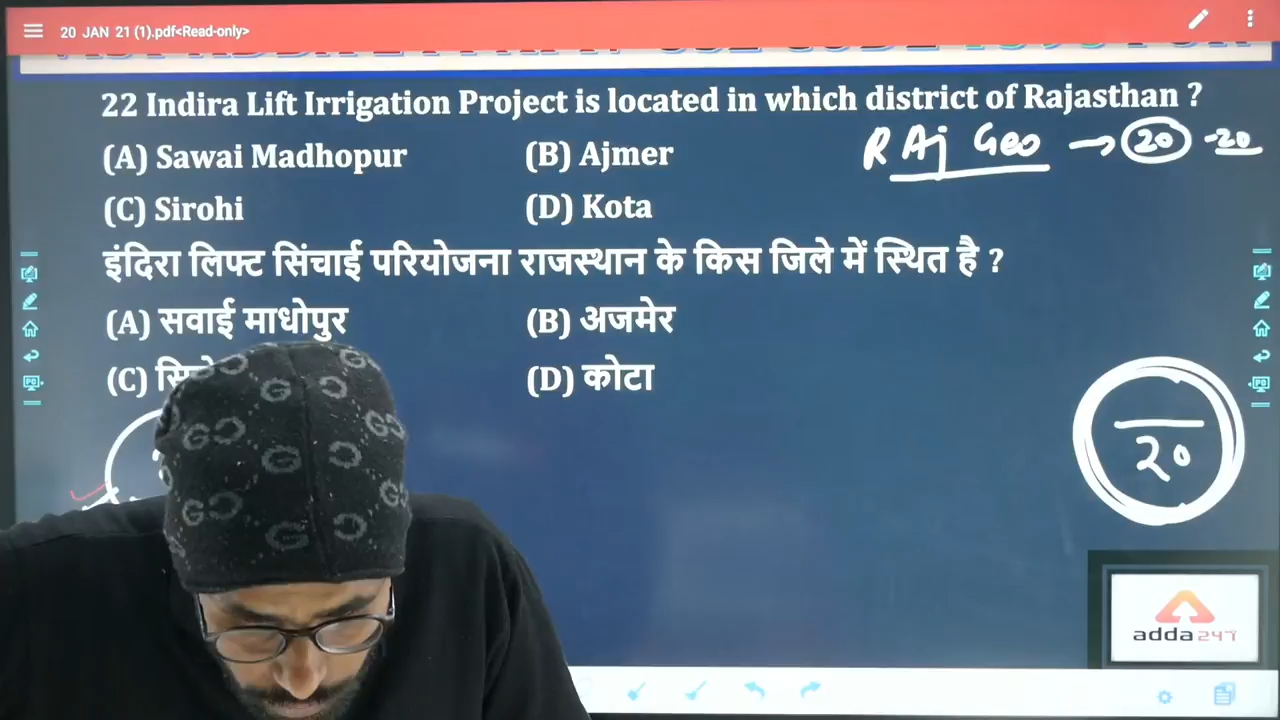 20 JAN 21 (1).pdf<Read-only>
22 Indira Lift Irrigation Project is located in which district of Rajasthan ?
RAj Geo → 20 -20
(A) Sawai Madhopur (B) Ajmer
(C) Sirohi (D) Kota
इंदिरा लिफ्ट सिंचाई परियोजना राजस्थान के किस जिले में स्थित है ?
(A) सवाई माधोपुर (B) अजमेर
(C) (D) कोटा
20
adda247